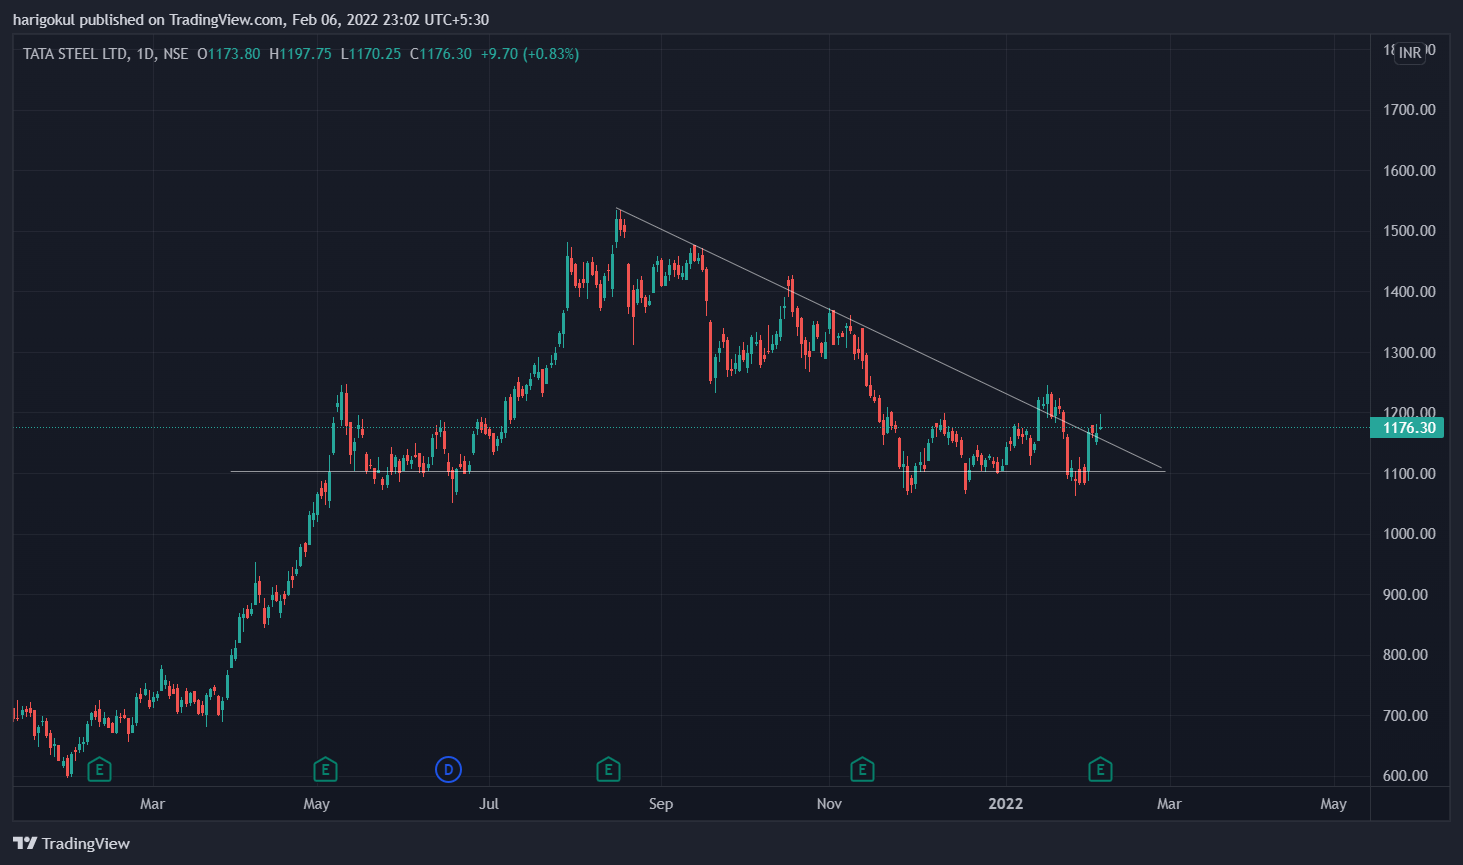 harigokul published on TradingView.com, Feb 06, 2022 23:02 UTC+5:30
TATA STEEL LTD, 1D, NSE O1173.80 H1197.75 L1170.25 C1176.30 +9.70 (+0.83%)
INR
1700.00
1600.00
1500.00
1400.00
1300.00
1200.00
1176.30
1100.00
1000.00
900.00
800.00
700.00
600.00
E E D E E E
Mar May Jul Sep Nov 2022 Mar May
TradingView